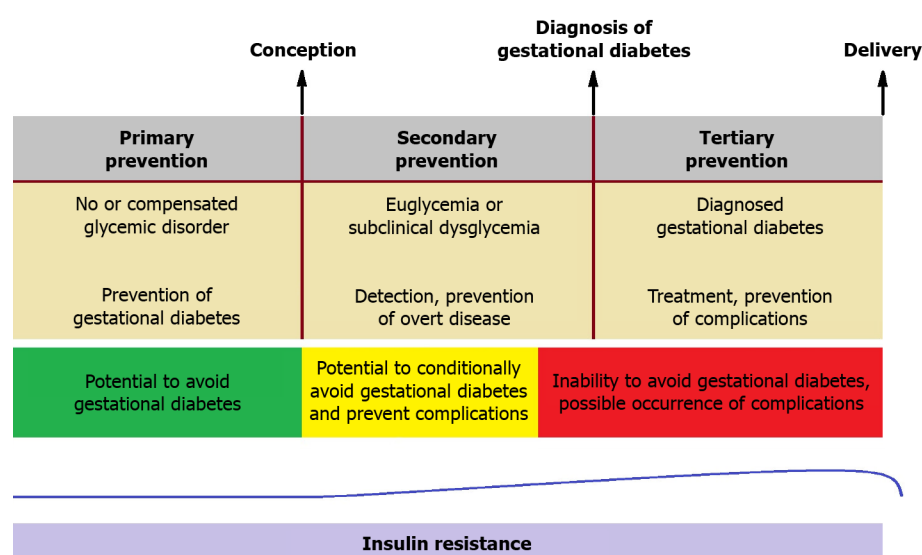 Conception
Diagnosis of
gestational diabetes
Delivery
Primary
prevention
Secondary
prevention
Tertiary
prevention
No or compensated
glycemic disorder
Euglycemia or
subclinical dysglycemia
Diagnosed
gestational diabetes
Prevention of
gestational diabetes
Detection, prevention
of overt disease
Treatment, prevention
of complications
Potential to avoid
gestational diabetes
Potential to conditionally
avoid gestational diabetes
and prevent complications
Inability to avoid gestational diabetes,
possible occurrence of complications
Insulin resistance